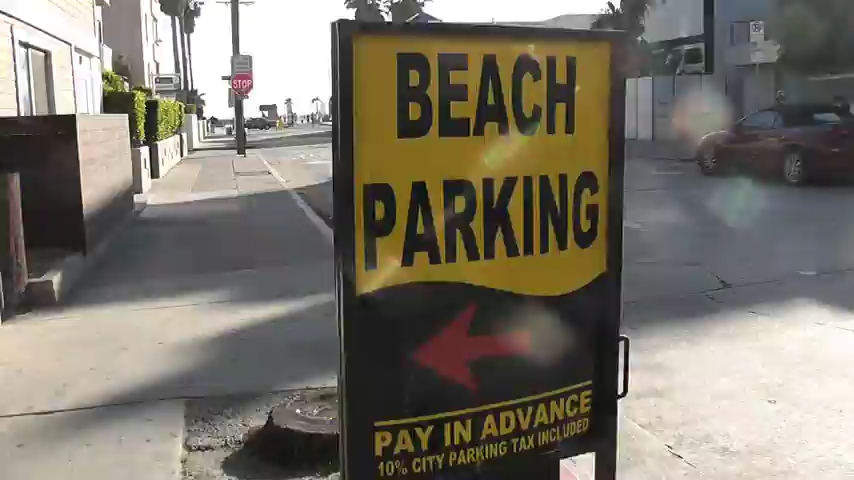 STOP
BEACH
PARKING
PAY IN ADVANCE
10% CITY PARKING TAX INCLUDED